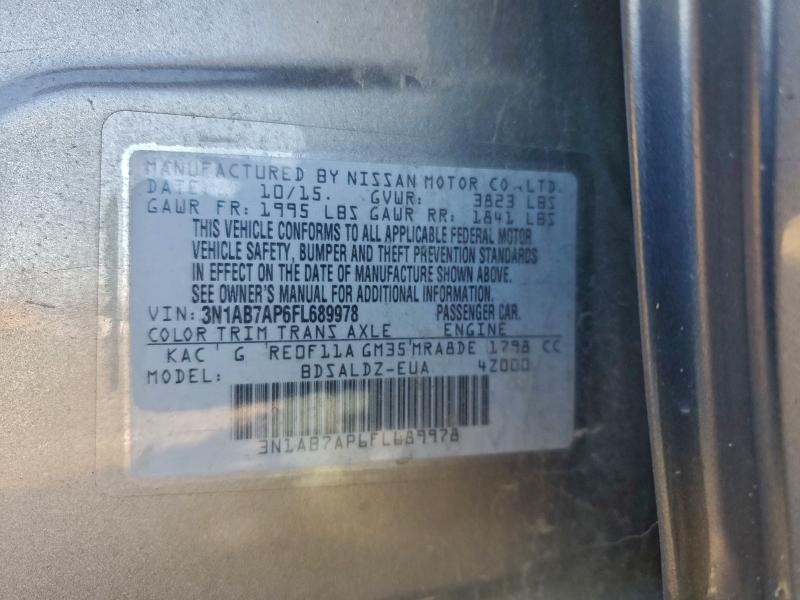 MANUFACTURED BY NISSAN MOTOR CO.,LTD.
DATE: 10/15. GVWR: 3823 LBS
GAWR FR: 1995 LBS GAWR RR: 1841 LBS
THIS VEHICLE CONFORMS TO ALL APPLICABLE FEDERAL MOTOR
VEHICLE SAFETY, BUMPER AND THEFT PREVENTION STANDARDS
IN EFFECT ON THE DATE OF MANUFACTURE SHOWN ABOVE.
SEE OWNER'S MANUAL FOR ADDITIONAL INFORMATION.
VIN: 3N1AB7AP6FL689978 PASSENGER CAR.
COLOR TRIM TRANS AXLE ENGINE
KAC G RE0F11A GM35 MRA8DE 1798 CC
MODEL: BDSALDZ-EUA 4Z000
3N1AB7AP6FL689978